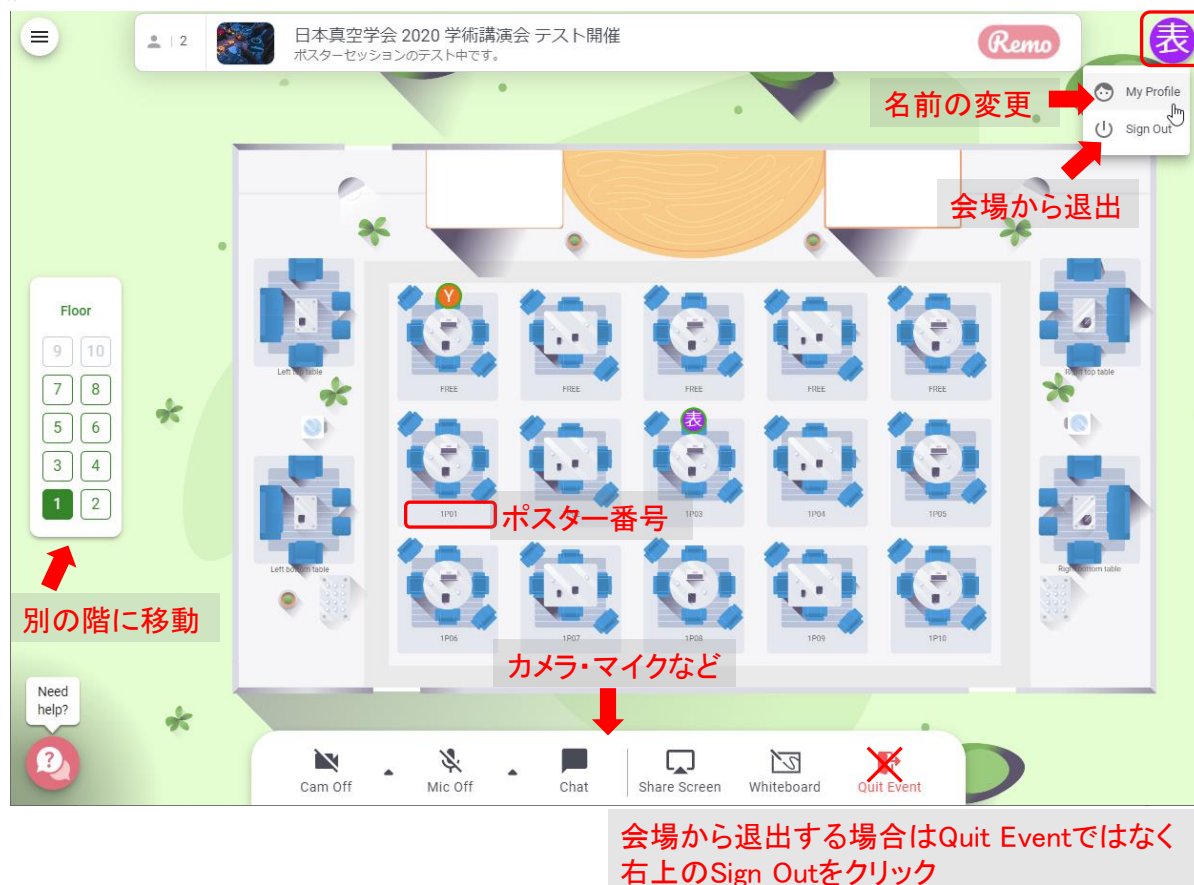 2
日本真空学会 2020 学術講演会 テスト開催
ポスターセッションのテスト中です。
Remo
表
My Profile
Sign Out
名前の変更
会場から退出
Floor
9 10
7 8
5 6
3 4
1 2
別の階に移動
Y
Left top table
FREE
FREE
FREE
FREE
FREE
Right top table
表
1P01
ポスター番号
1P03
1P04
1P05
Left bottom table
Right bottom table
1P06
1P07
1P08
1P09
1P10
カメラ・マイクなど
Need
help?
Cam Off
Mic Off
Chat
Share Screen
Whiteboard
Quit Event
会場から退出する場合はQuit Eventではなく
右上のSign Outをクリック